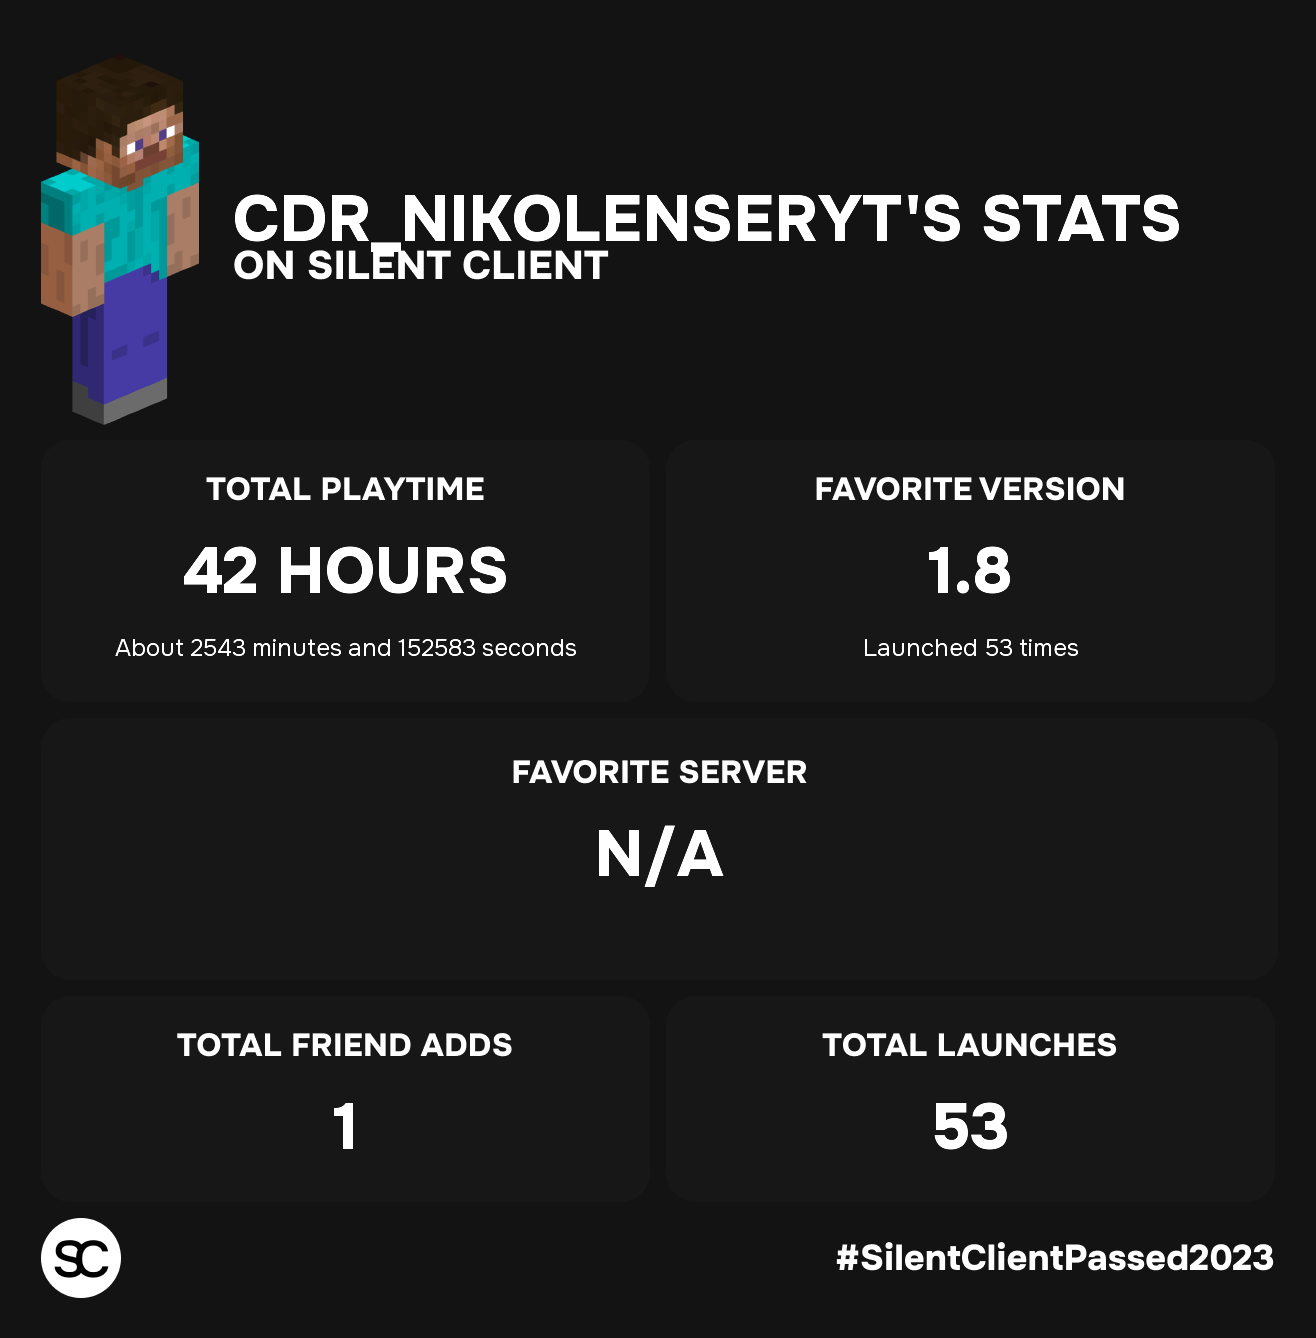 CDR_NIKOLENSERYT'S STATS
ON SILENT CLIENT
TOTAL PLAYTIME
42 HOURS
About 2543 minutes and 152583 seconds
FAVORITE VERSION
1.8
Launched 53 times
FAVORITE SERVER
N/A
TOTAL FRIEND ADDS
1
TOTAL LAUNCHES
53
SC
#SilentClientPassed2023